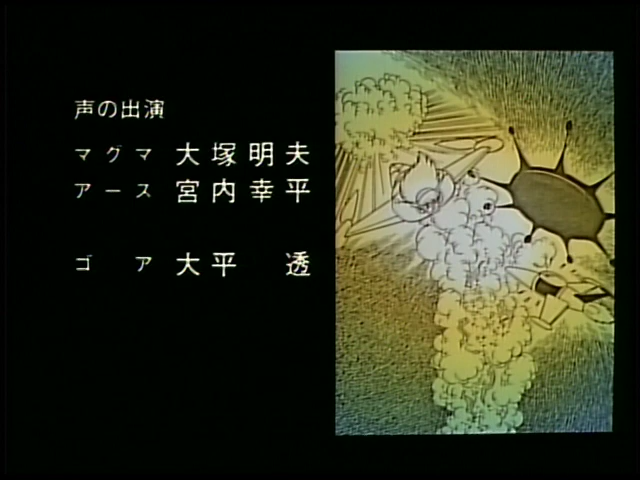 声の出演
マグマ 大塚明夫
アース 宮内幸平
ゴア 大平 透